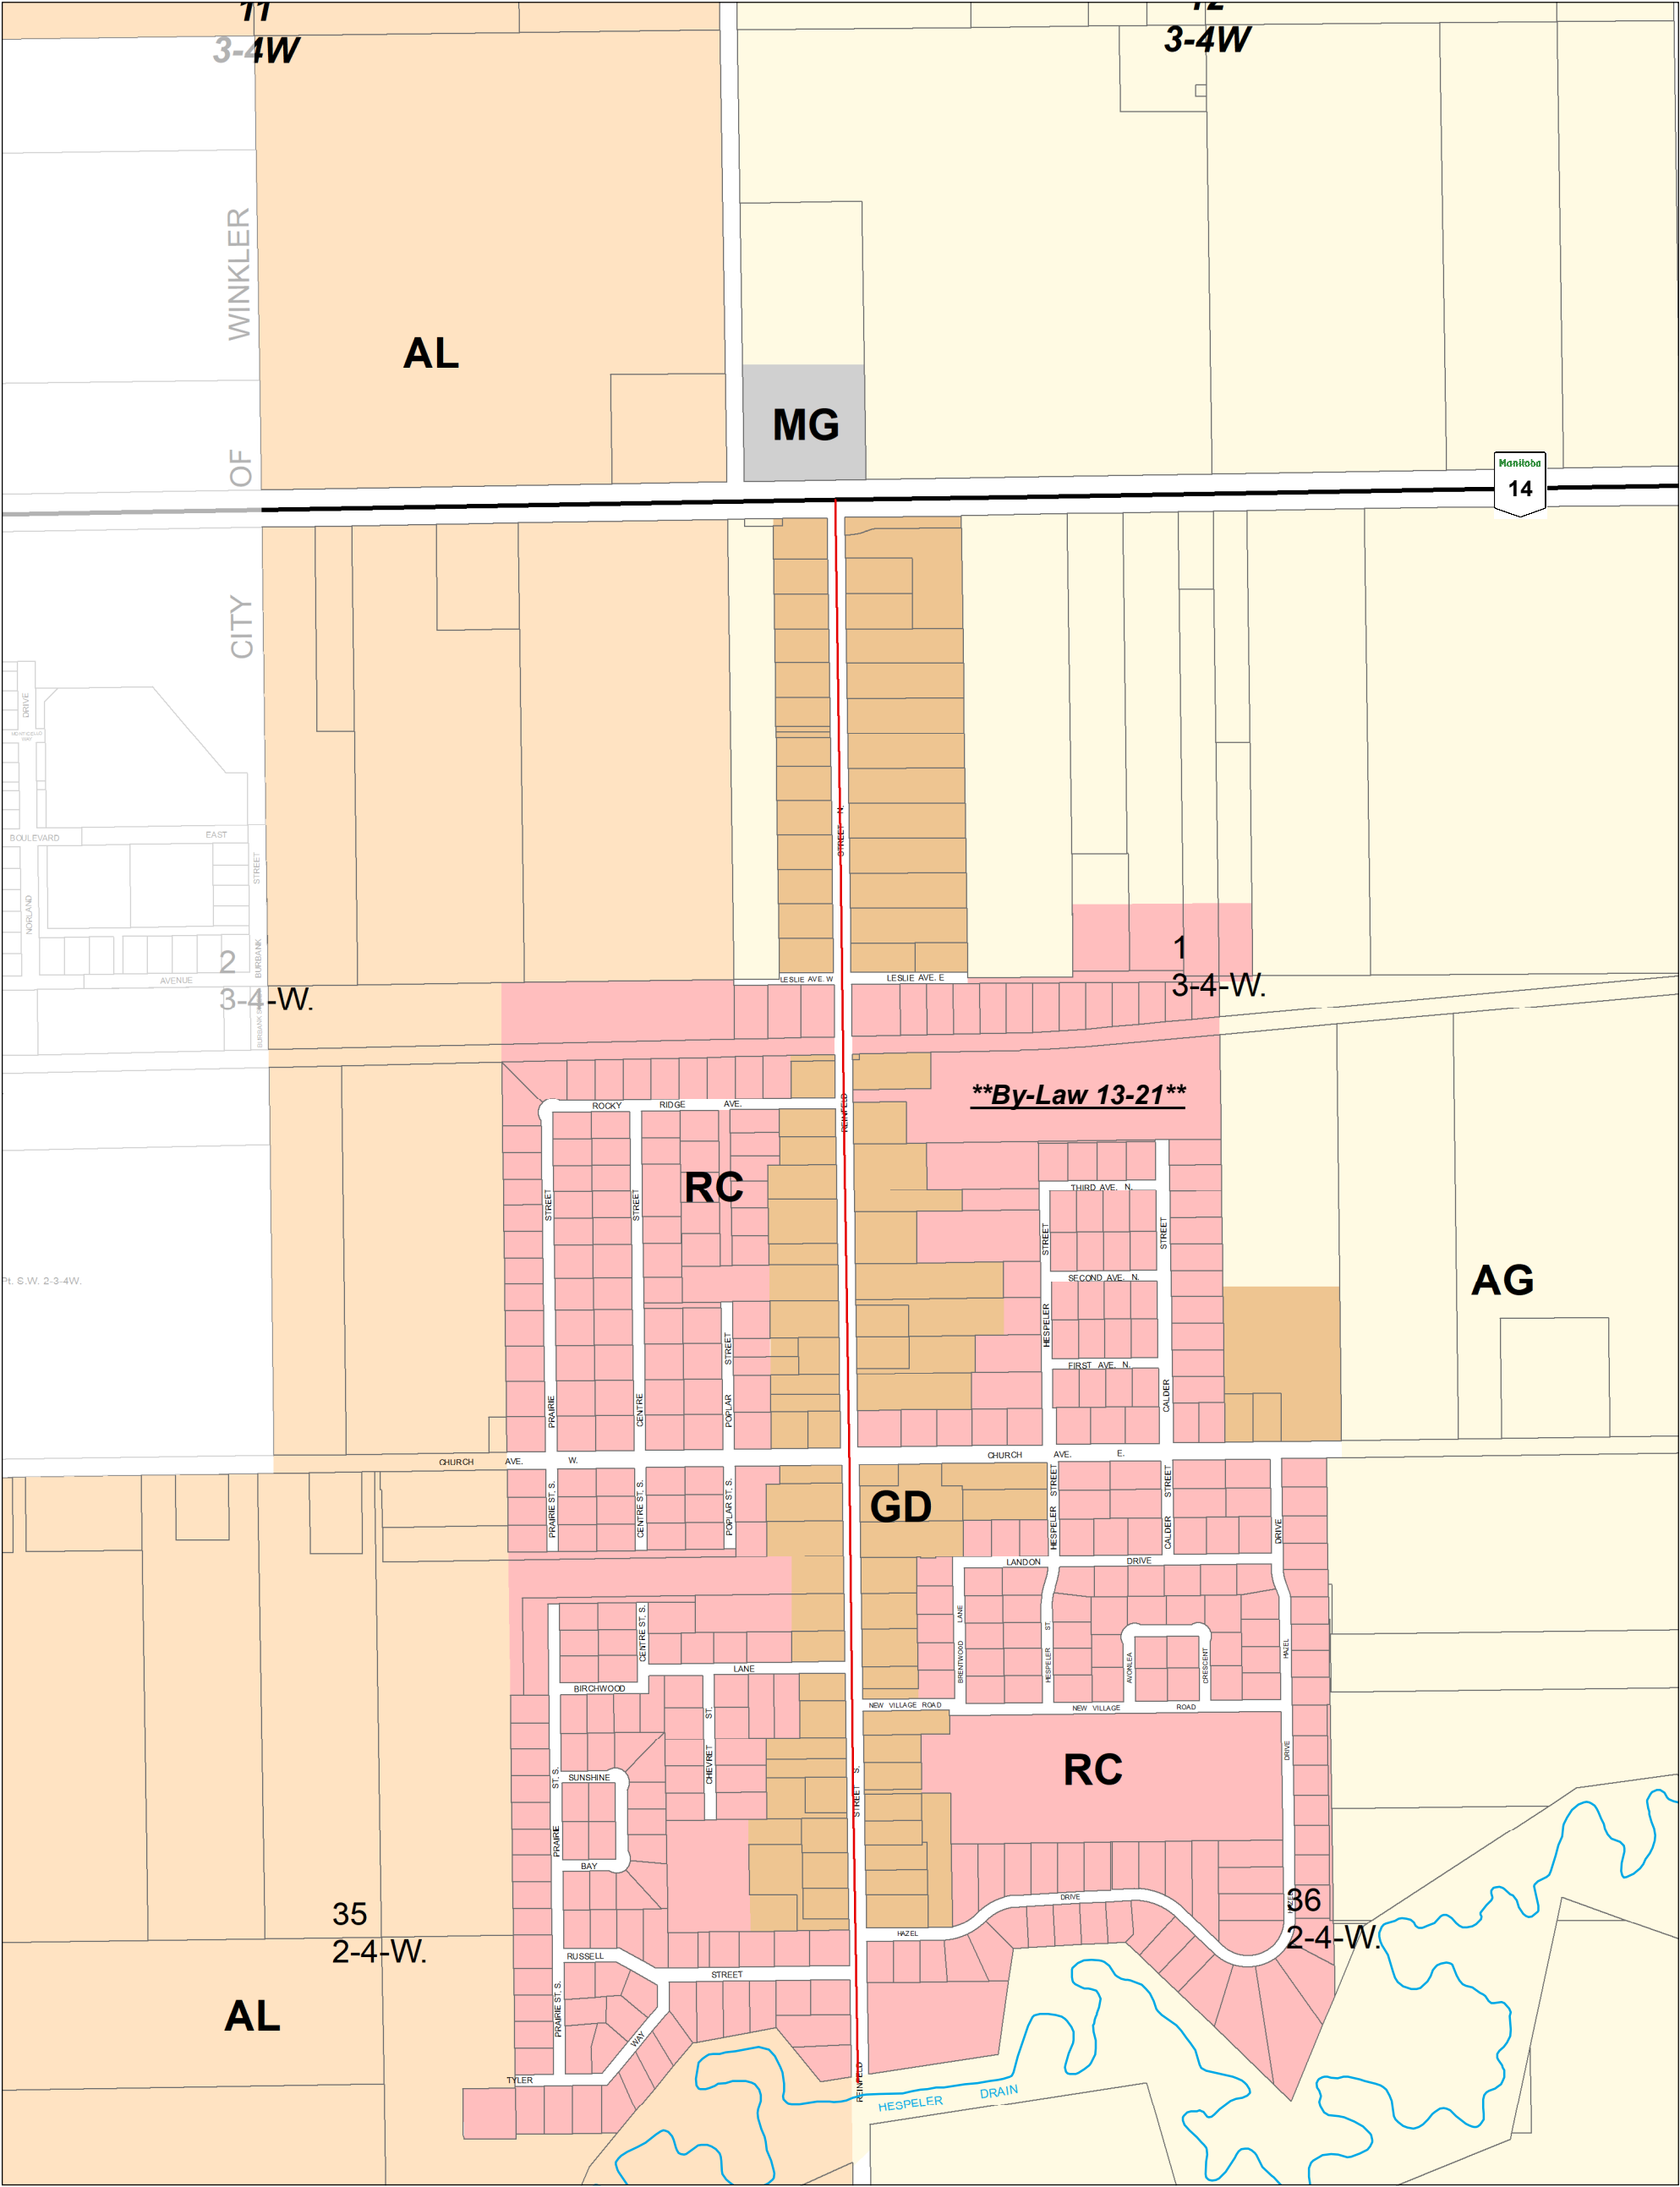 11
3-4W
12
3-4W
CITY OF WINKLER
AL
MG
Manitoba
14
DRIVE
BOULEVARD
EAST
STREET
NORLAND
BURBANK
AVENUE
2
3-4-W.
BURBANK
STREET N.
LESLIE AVE. W
LESLIE AVE. E
1
3-4-W.
**By-Law 13-21**
REINFELD
ROCKY RIDGE AVE.
RC
STREET
STREET
THIRD AVE. N.
STREET
STREET
SECOND AVE. N.
Pt. S.W. 2-3-4W.
AG
HESPELER
STREET
FIRST AVE. N.
PRAIRIE
CENTRE
POPLAR
CALDER
CHURCH AVE. W.
CHURCH AVE. E.
PRAIRIE ST. S.
CENTRE ST. S.
POPLAR ST. S.
GD
HESPELER STREET
CALDER STREET
DRIVE
LANDON DRIVE
CENTRE ST. S.
BRENTWOOD LANE
HESPELER ST.
AVONLEA
CRESCENT
HAZEL
LANE
BIRCHWOOD
NEW VILLAGE ROAD
NEW VILLAGE ROAD
CHEVRET ST.
RC
DRIVE
SUNSHINE
PRAIRIE ST. S.
STREET S.
BAY
35
2-4-W.
DRIVE
HAZEL
HAZEL
36
2-4-W.
RUSSELL
STREET
PRAIRIE ST. S.
AL
WAY
TYLER
REINFELD
HESPELER DRAIN